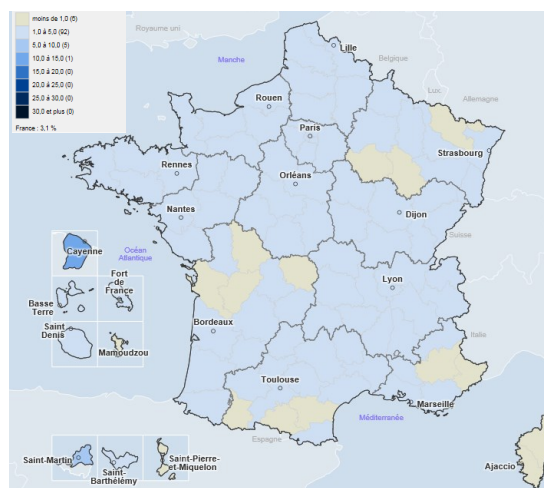 moins de 1,0 (5)
1,0 à 5,0 (92)
5,0 à 10,0 (5)
10,0 à 15,0 (1)
15,0 à 20,0 (0)
20,0 à 25,0 (0)
25,0 à 30,0 (0)
30,0 et plus (0)
France : 3,1 %
Royaume uni
Lille
Manche
Belgique
Lux
Allemagne
Rouen
Paris
Strasbourg
Rennes
Orléans
Nantes
Dijon
Suisse
Océan
Atlantique
Cayenne
Fort
de
France
Basse
Terre
Lyon
Saint
Denis
Mamoudzou
Bordeaux
Italie
Toulouse
Marseille
Méditerranée
Espagne
Saint-Martin
Saint-
Barthélémy
Saint-Pierre-
et-Miquelon
Ajaccio